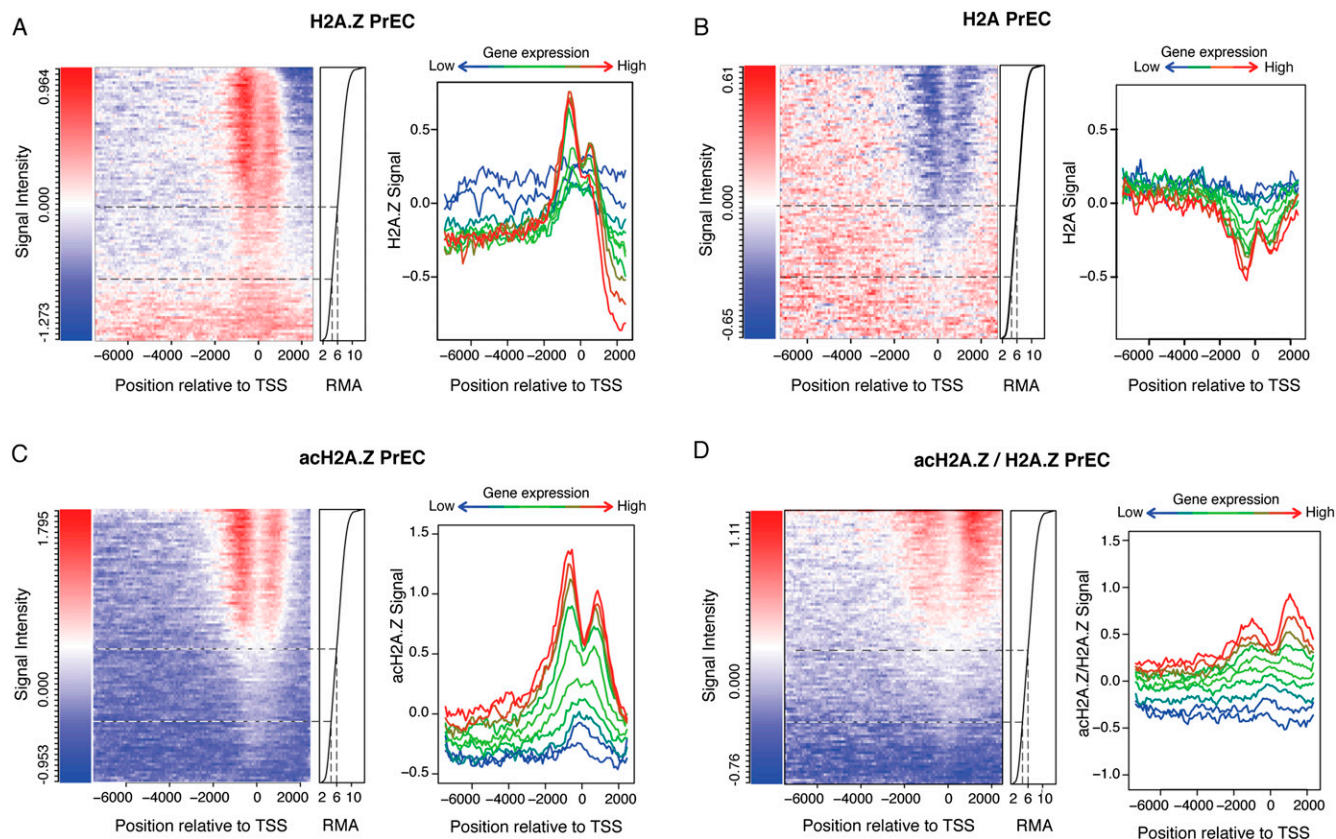 A
H2A.Z PrEC
Signal Intensity
0.964
0.000
-1.273
-6000 -4000 -2000 0 2000
Position relative to TSS
2 6 10
RMA
Gene expression
Low High
H2A.Z Signal
0.5
0.0
−0.5
−6000 −4000 −2000 0 2000
Position relative to TSS
B
H2A PrEC
Signal Intensity
0.61
0.000
-0.65
-6000 -4000 -2000 0 2000
Position relative to TSS
2 6 10
RMA
Gene expression
Low High
H2A Signal
0.5
0.0
−0.5
−6000 −4000 −2000 0 2000
Position relative to TSS
C
acH2A.Z PrEC
Signal Intensity
1.795
0.000
-0.953
−6000 −4000 −2000 0 2000
Position relative to TSS
2 6 10
RMA
Gene expression
Low High
acH2A.Z Signal
1.5
1.0
0.5
0.0
−0.5
−6000 −4000 −2000 0 2000
Position relative to TSS
D
acH2A.Z / H2A.Z PrEC
Signal Intensity
1.11
0.000
-0.76
−6000 −4000 −2000 0 2000
Position relative to TSS
2 6 10
RMA
Gene expression
Low High
acH2A.Z/H2A.Z Signal
1.5
1.0
0.5
0.0
−0.5
−1.0
−6000 −4000 −2000 0 2000
Position relative to TSS